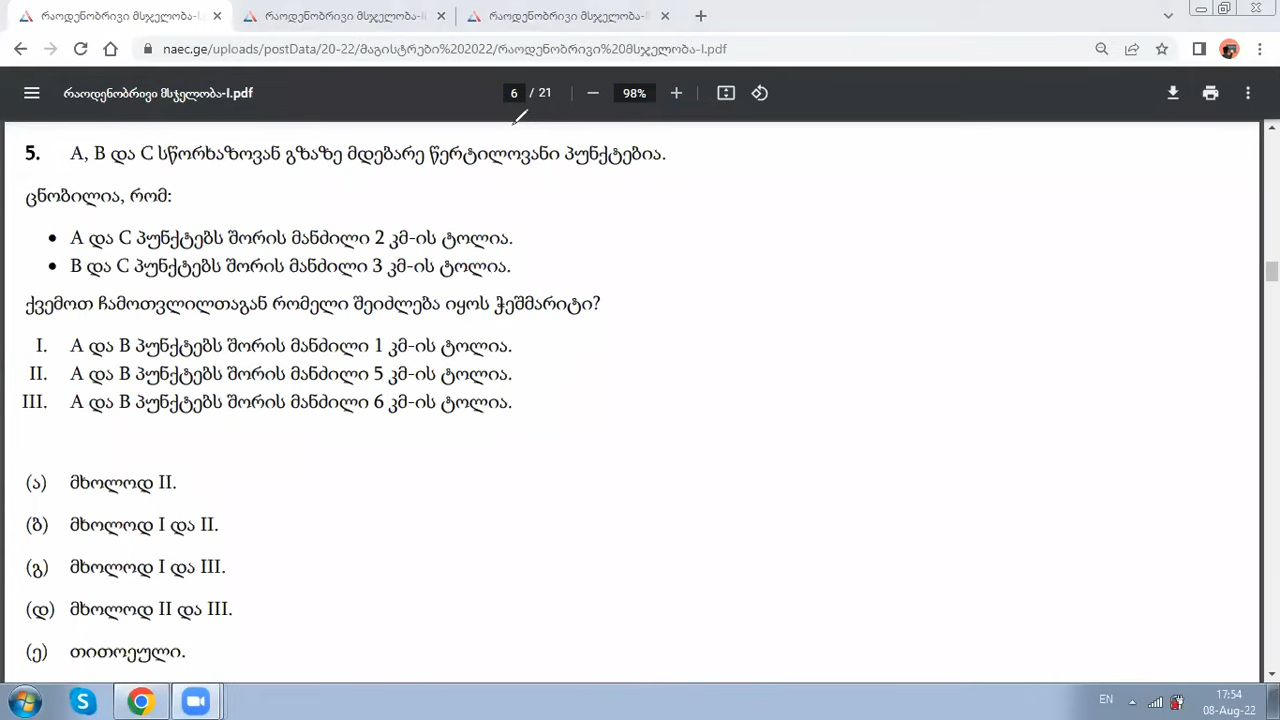 რაოდენობრივი მსჯელობა-I
რაოდენობრივი მსჯელობა-I
რაოდენობრივი მსჯელობა-
naec.ge/uploads/postData/20-22/მაგისტრები%202022/რაოდენობრივი%20მსჯელობა-I.pdf
რაოდენობრივი მსჯელობა-I.pdf
6 / 21
98%
5. A, B და C სწორხაზოვან გზაზე მდებარე წერტილოვანი პუნქტებია.
ცნობილია, რომ:
• A და C პუნქტებს შორის მანძილი 2 კმ-ის ტოლია.
• B და C პუნქტებს შორის მანძილი 3 კმ-ის ტოლია.
ქვემოთ ჩამოთვლილთაგან რომელი შეიძლება იყოს ჭეშმარიტი?
I. A და B პუნქტებს შორის მანძილი 1 კმ-ის ტოლია.
II. A და B პუნქტებს შორის მანძილი 5 კმ-ის ტოლია.
III. A და B პუნქტებს შორის მანძილი 6 კმ-ის ტოლია.
(ა) მხოლოდ II.
(ბ) მხოლოდ I და II.
(გ) მხოლოდ I და III.
(დ) მხოლოდ II და III.
(ე) თითოეული.
EN
17:54
08-Aug-22